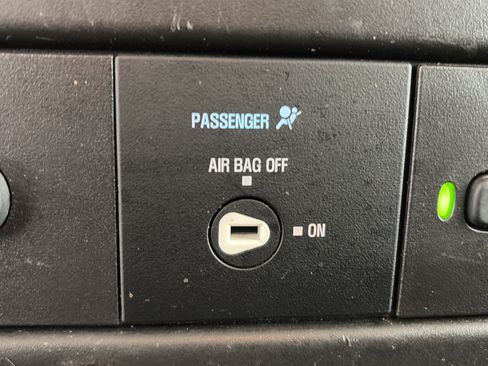 PASSENGER
AIR BAG OFF
ON